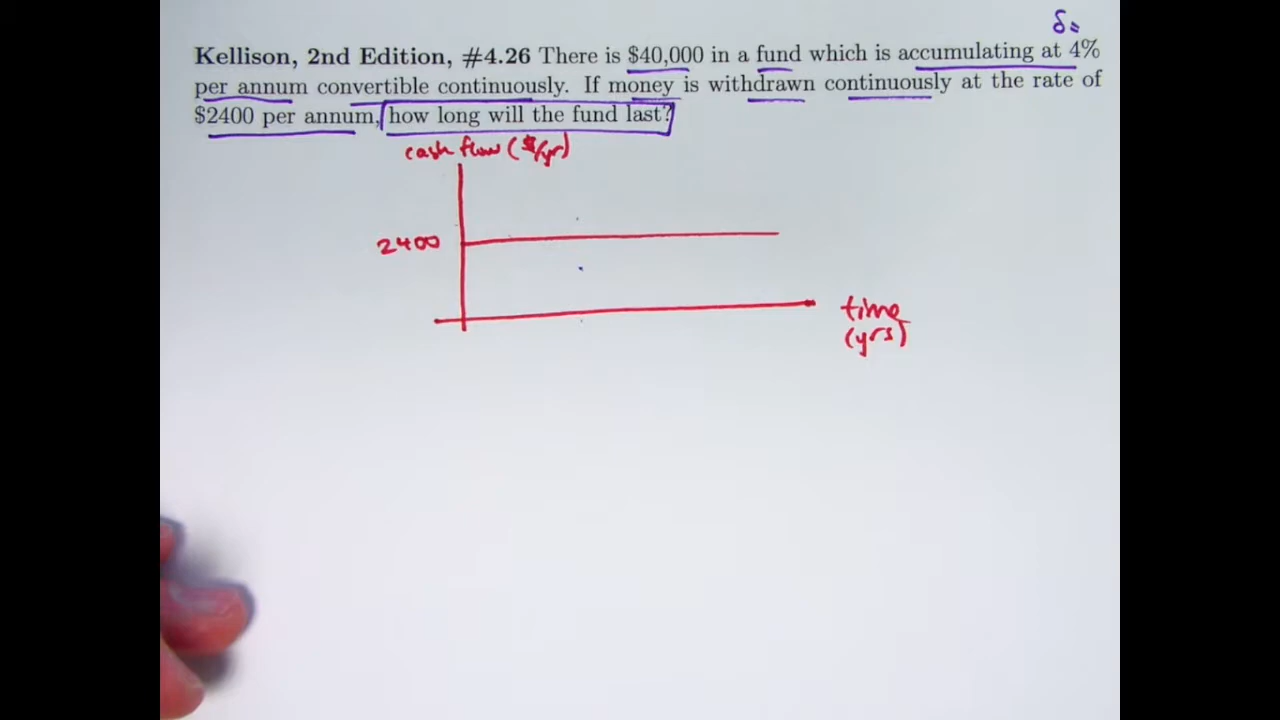 δ=
Kellison, 2nd Edition, #4.26 There is $40,000 in a fund which is accumulating at 4%
per annum convertible continuously. If money is withdrawn continuously at the rate of
$2400 per annum, how long will the fund last?
cash flow ($/yr)
2400
time
(yrs)